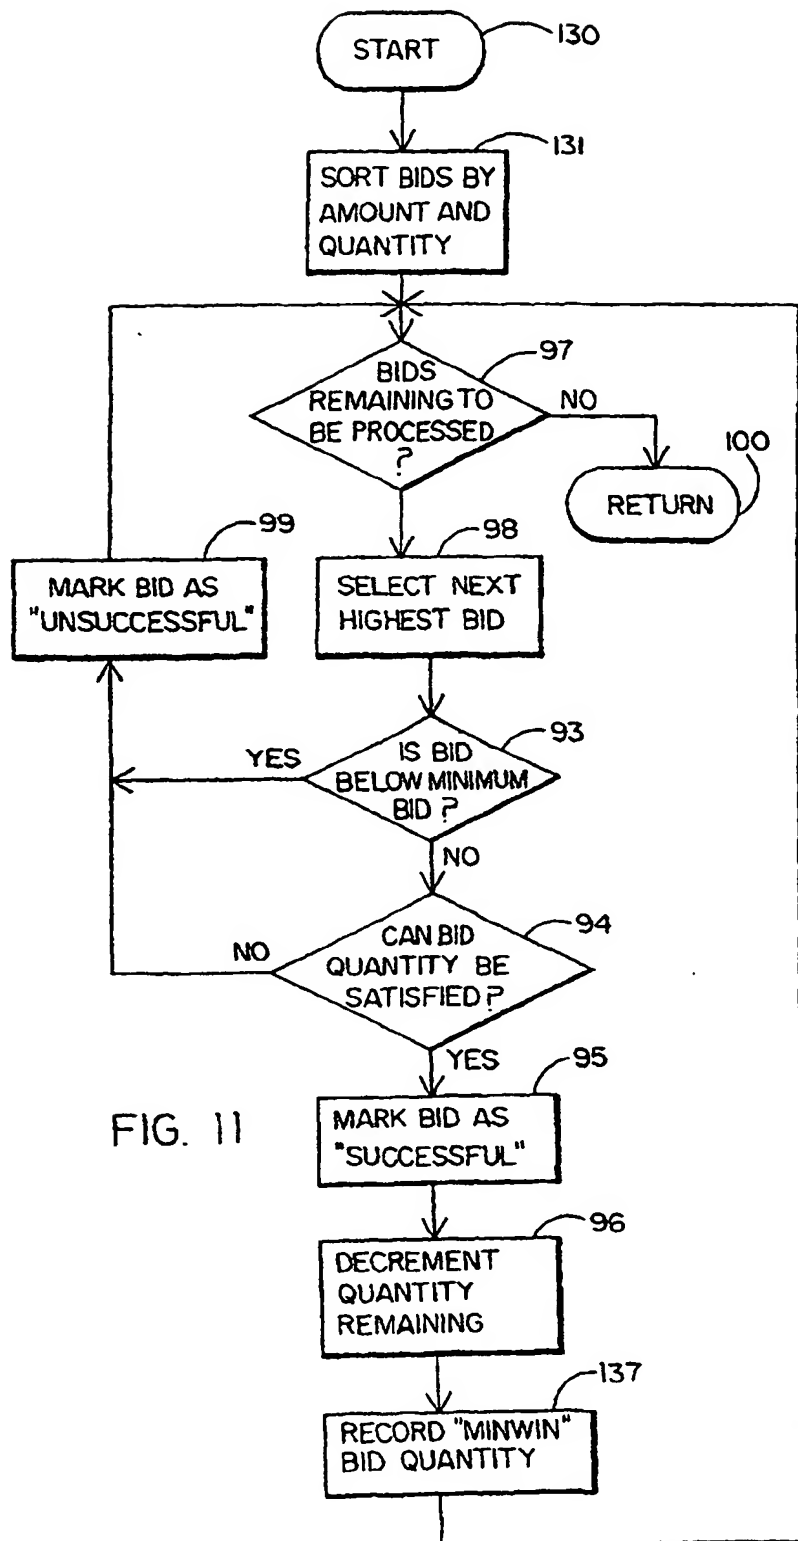 START
130
131
SORT BIDS BY
AMOUNT AND
QUANTITY
97
BIDS
REMAINING TO
BE PROCESSED
?
NO
100
RETURN
99
MARK BID AS
"UNSUCCESSFUL"
98
SELECT NEXT
HIGHEST BID
93
YES
IS BID
BELOW MINIMUM
BID?
NO
94
NO
CAN BID
QUANTITY BE
SATISFIED?
YES
95
FIG. 11
MARK BID AS
"SUCCESSFUL"
96
DECREMENT
QUANTITY
REMAINING
137
RECORD "MINWIN"
BID QUANTITY